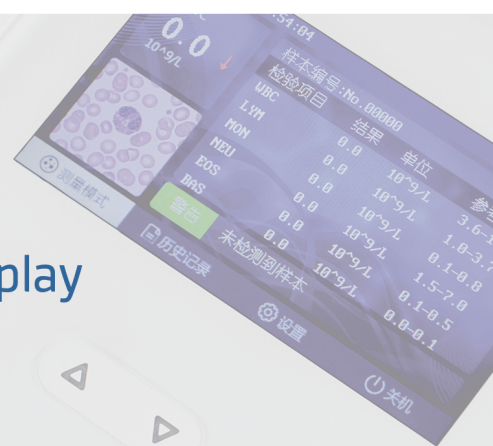 :54:04
0.0
10^9/L ↓
样本编号:No.00000
检验项目 结果 单位
WBC 0.0 10^9/L 3.6-1
LYM 0.0 10^9/L 1.0-3.7
MON 0.0 10^9/L 0.1-0.8
NEU 0.0 10^9/L 1.5-7.0
EOS 0.0 10^9/L 0.1-0.5
BAS 0.0 10^9/L 0.0-0.1
警告 未检测到样本
测量模式 历史记录 设置 关机
play